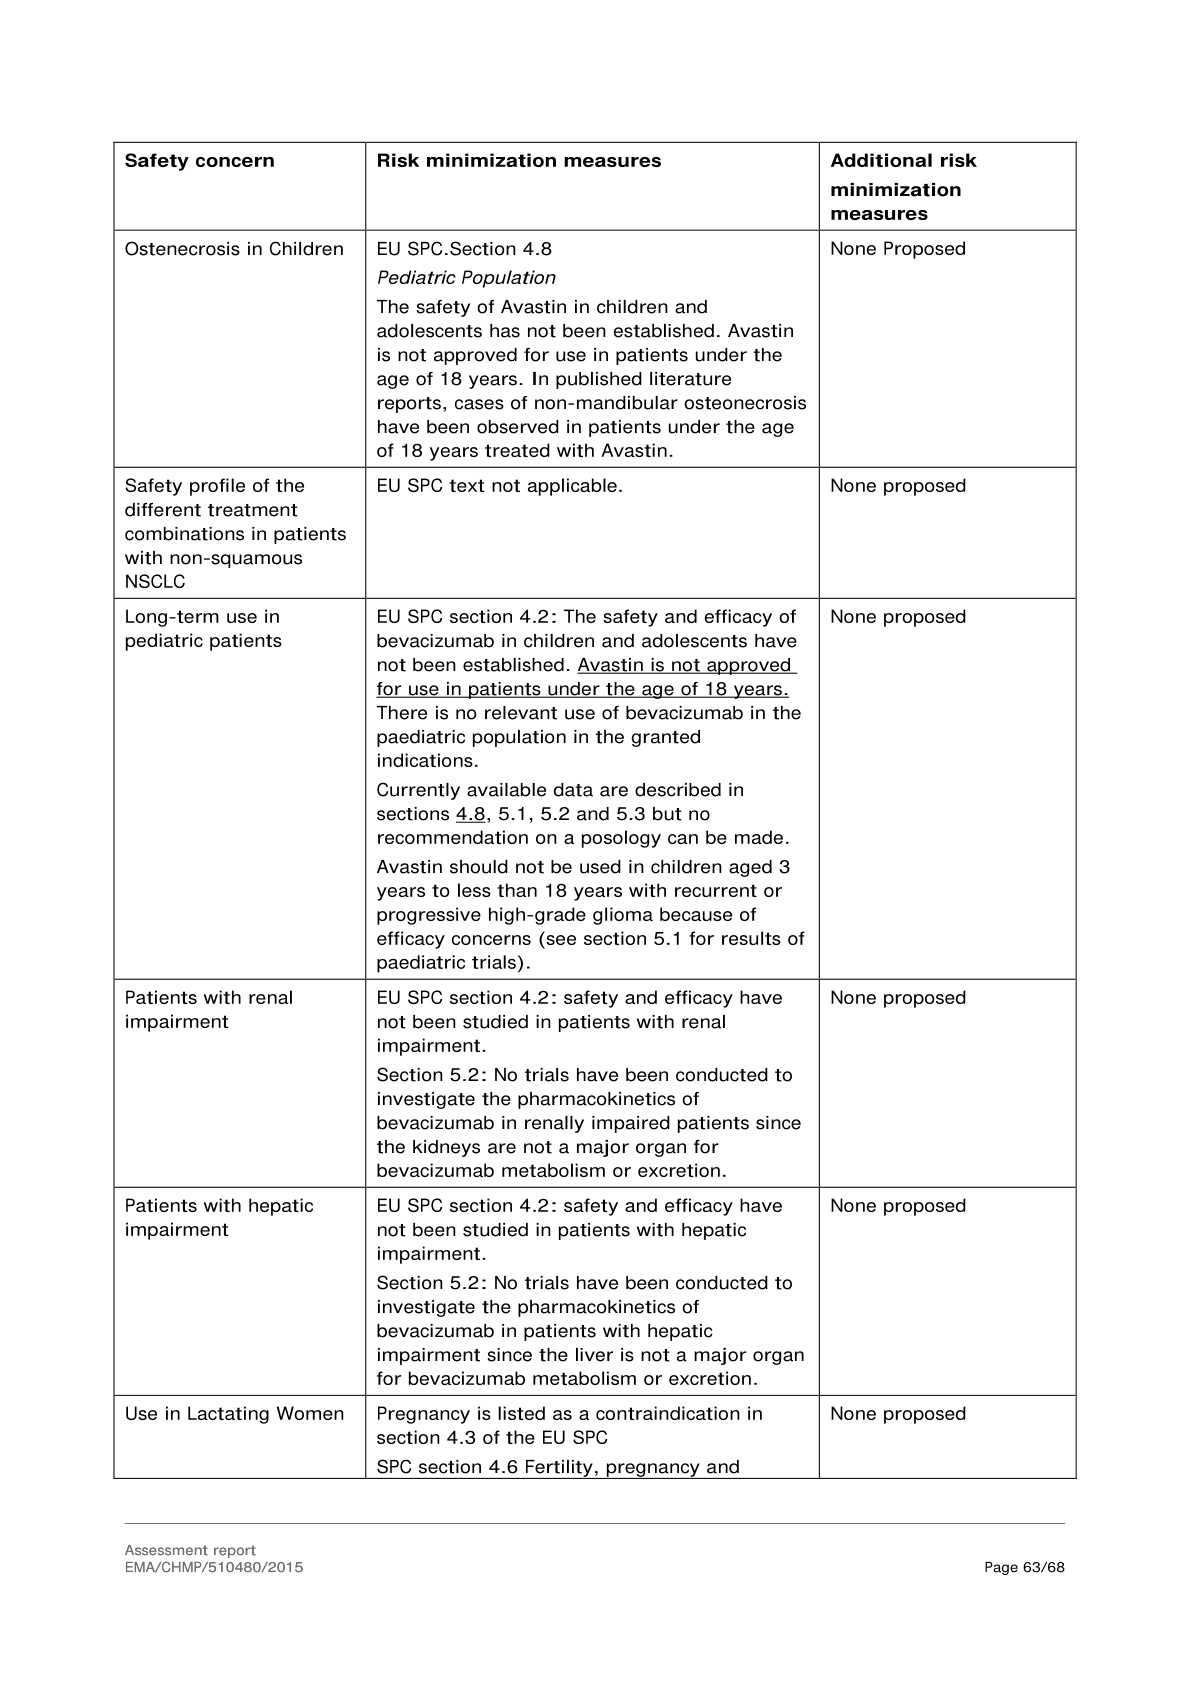 Safety concern
Risk minimization measures
Additional risk
minimization
measures
Ostenecrosis in Children
EU SPC.Section 4.8
Pediatric Population
The safety of Avastin in children and
adolescents has not been established. Avastin
is not approved for use in patients under the
age of 18 years. In published literature
reports, cases of non-mandibular osteonecrosis
have been observed in patients under the age
of 18 years treated with Avastin.
None Proposed
Safety profile of the
different treatment
combinations in patients
with non-squamous
NSCLC
EU SPC text not applicable.
None proposed
Long-term use in
pediatric patients
EU SPC section 4.2: The safety and efficacy of
bevacizumab in children and adolescents have
not been established. Avastin is not approved
for use in patients under the age of 18 years.
There is no relevant use of bevacizumab in the
paediatric population in the granted
indications.
Currently available data are described in
sections 4.8, 5.1, 5.2 and 5.3 but no
recommendation on a posology can be made.
Avastin should not be used in children aged 3
years to less than 18 years with recurrent or
progressive high-grade glioma because of
efficacy concerns (see section 5.1 for results of
paediatric trials).
None proposed
Patients with renal
impairment
EU SPC section 4.2: safety and efficacy have
not been studied in patients with renal
impairment.
Section 5.2: No trials have been conducted to
investigate the pharmacokinetics of
bevacizumab in renally impaired patients since
the kidneys are not a major organ for
bevacizumab metabolism or excretion.
None proposed
Patients with hepatic
impairment
EU SPC section 4.2: safety and efficacy have
not been studied in patients with hepatic
impairment.
Section 5.2: No trials have been conducted to
investigate the pharmacokinetics of
bevacizumab in patients with hepatic
impairment since the liver is not a major organ
for bevacizumab metabolism or excretion.
None proposed
Use in Lactating Women
Pregnancy is listed as a contraindication in
section 4.3 of the EU SPC
SPC section 4.6 Fertility, pregnancy and
None proposed
Assessment report
EMA/CHMP/510480/2015
Page 63/68